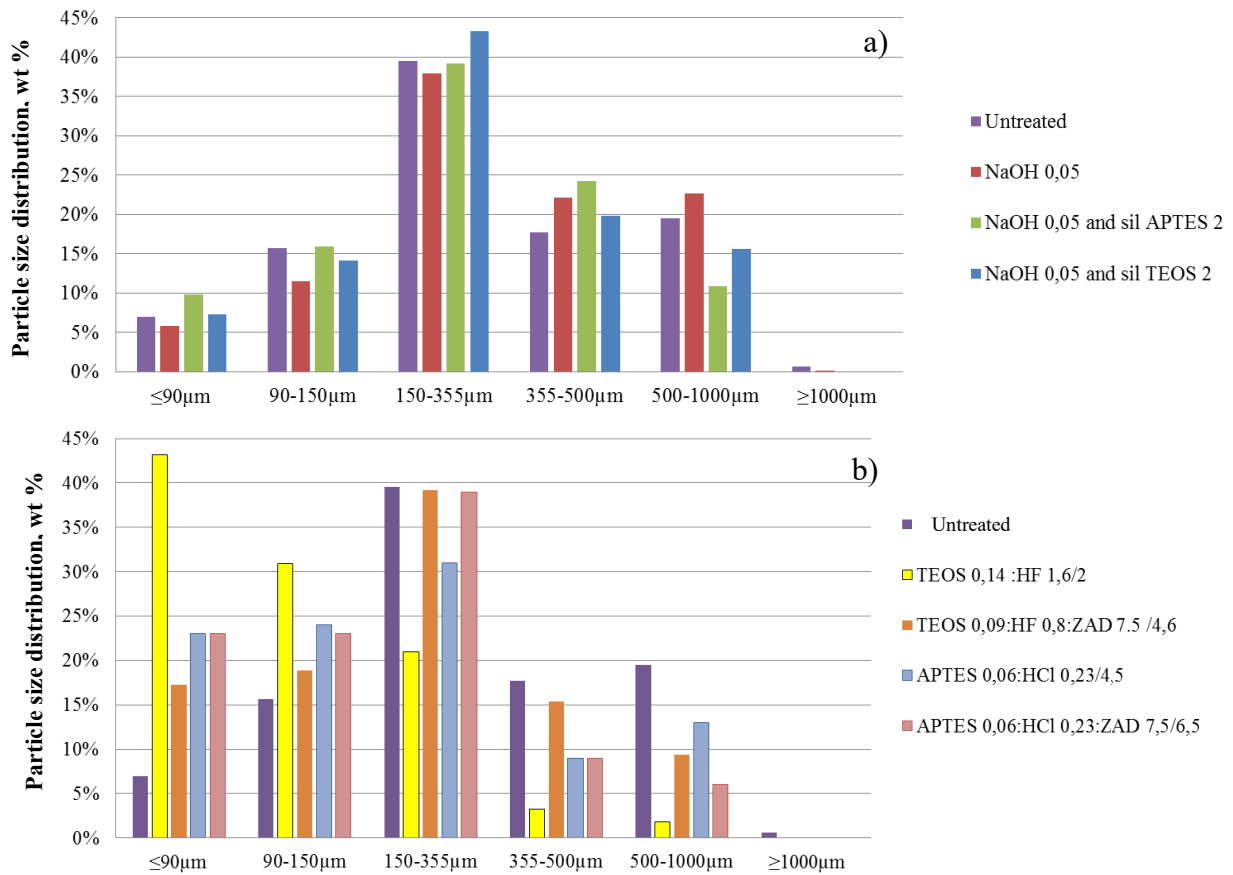 Particle size distribution, wt %
45%
40%
35%
30%
25%
20%
15%
10%
5%
0%
a)
≤90µm
90-150µm
150-355µm
355-500µm
500-1000µm
≥1000µm
Untreated
NaOH 0,05
NaOH 0,05 and sil APTES 2
NaOH 0,05 and sil TEOS 2
Particle size distribution, wt %
45%
40%
35%
30%
25%
20%
15%
10%
5%
0%
b)
≤90µm
90-150µm
150-355µm
355-500µm
500-1000µm
≥1000µm
Untreated
TEOS 0,14 :HF 1,6/2
TEOS 0,09:HF 0,8:ZAD 7.5 /4,6
APTES 0,06:HCl 0,23/4,5
APTES 0,06:HCl 0,23:ZAD 7,5/6,5